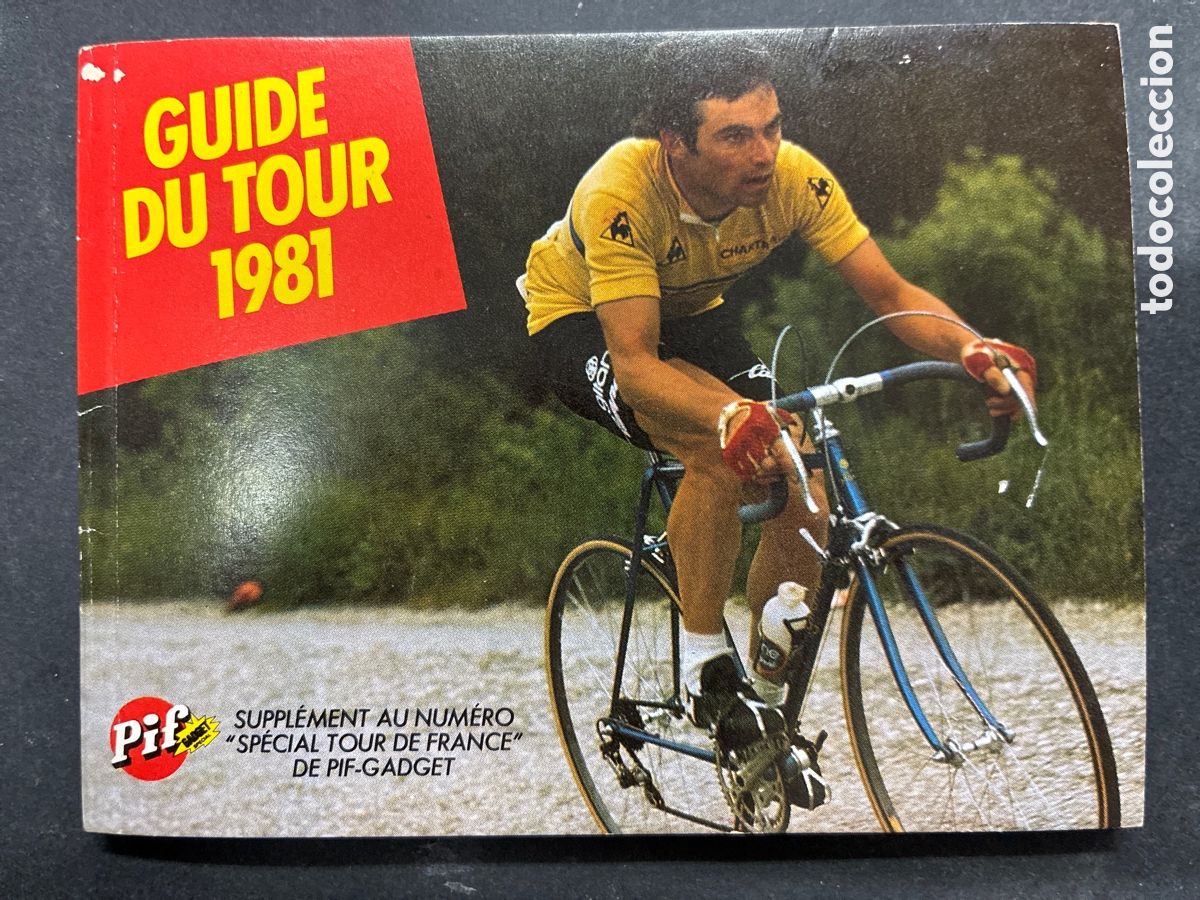 GUIDE
DU TOUR
1981
Pif
GADGET
SUPPLÉMENT AU NUMÉRO
"SPÉCIAL TOUR DE FRANCE"
DE PIF-GADGET
todocoleccion